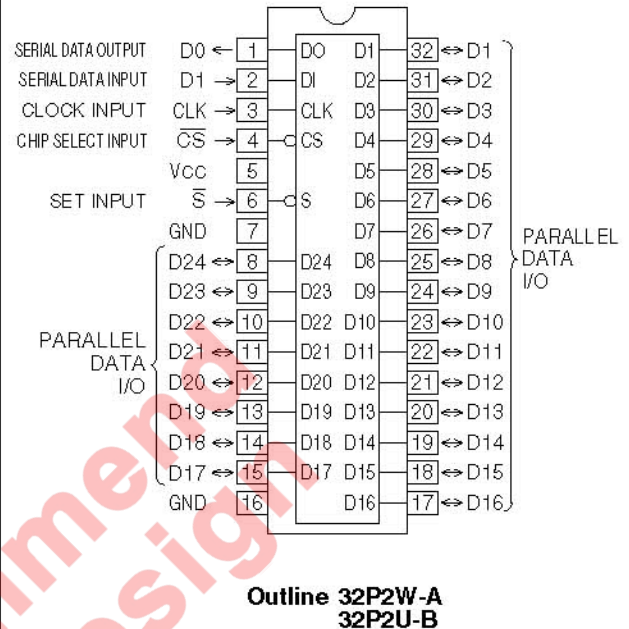 SERIAL DATA OUTPUT DO ← 1 DO D1 32 ↔ D1
SERIAL DATA INPUT D1 → 2 DI D2 31 ↔ D2
CLOCK INPUT CLK → 3 CLK D3 30 ↔ D3
CHIP SELECT INPUT C̅S̅ → 4 CS D4 29 ↔ D4
Vcc 5 D5 28 ↔ D5
SET INPUT S̅ → 6 S D6 27 ↔ D6
GND 7 D7 26 ↔ D7
D24 ↔ 8 D24 D8 25 ↔ D8
D23 ↔ 9 D23 D9 24 ↔ D9
D22 ↔ 10 D22 D10 23 ↔ D10
D21 ↔ 11 D21 D11 22 ↔ D11
D20 ↔ 12 D20 D12 21 ↔ D12
D19 ↔ 13 D19 D13 20 ↔ D13
D18 ↔ 14 D18 D14 19 ↔ D14
D17 ↔ 15 D17 D15 18 ↔ D15
GND 16 D16 17 ↔ D16
PARALLEL
DATA
I/O
PARALLEL
DATA
I/O
Outline 32P2W-A
32P2U-B